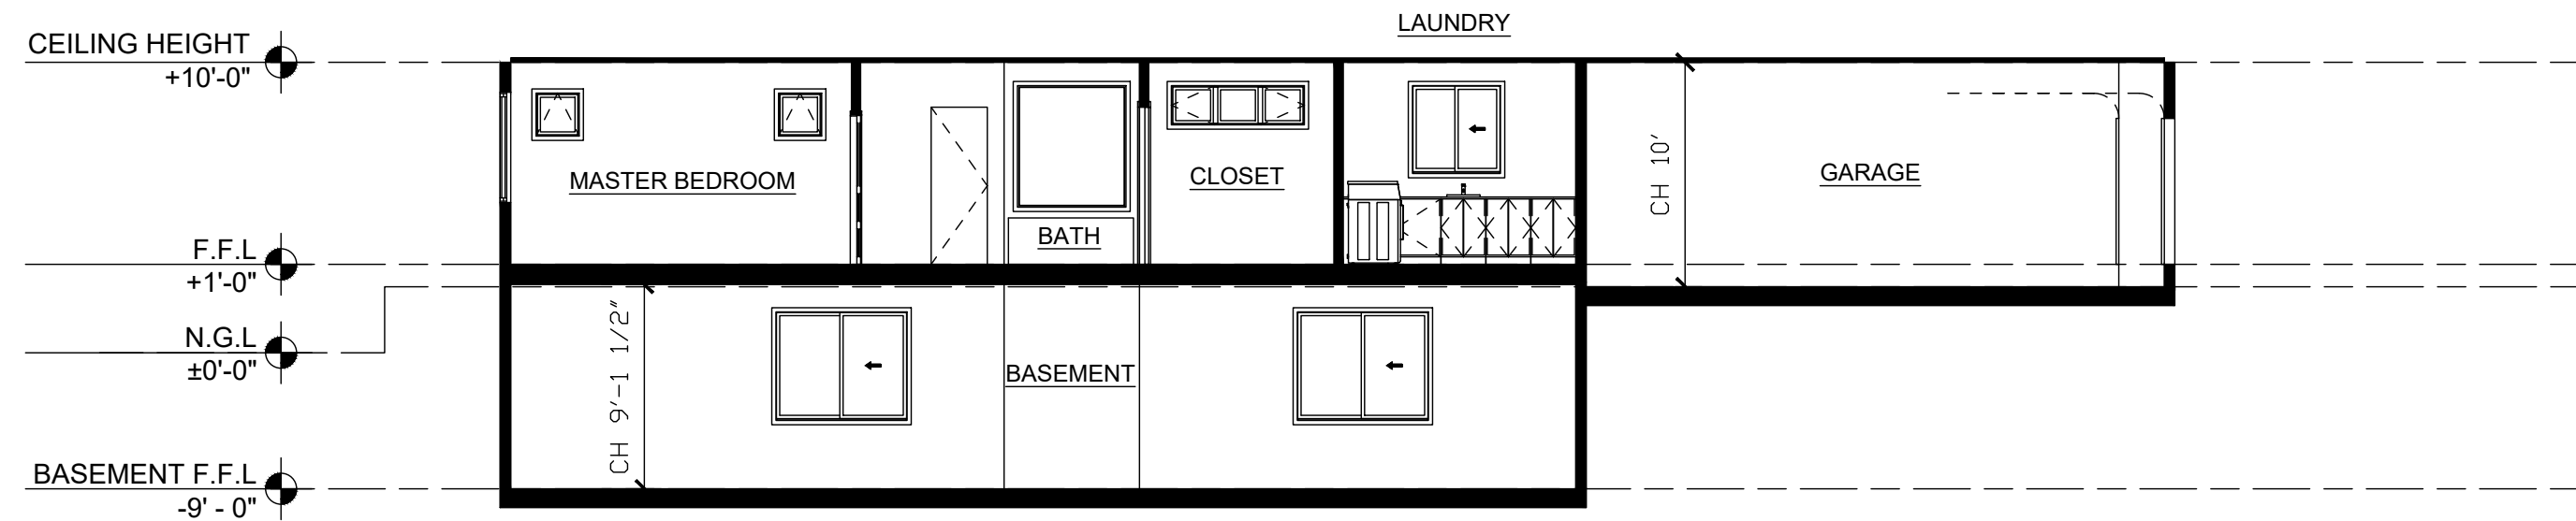 LAUNDRY
CEILING HEIGHT
+10'-0"
MASTER BEDROOM
CLOSET
GARAGE
CH 10'
BATH
F.F.L
+1'-0"
N.G.L
±0'-0"
CH 9'-1 1/2"
BASEMENT
BASEMENT F.F.L
-9' - 0"